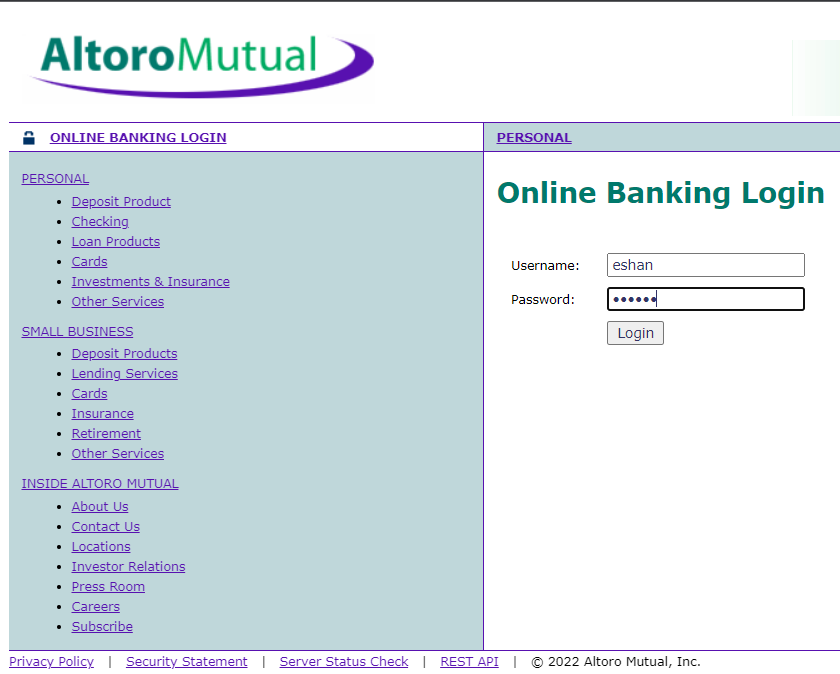 AltoroMutual
ONLINE BANKING LOGIN
PERSONAL
PERSONAL
Deposit Product
Checking
Loan Products
Cards
Investments & Insurance
Other Services
SMALL BUSINESS
Deposit Products
Lending Services
Cards
Insurance
Retirement
Other Services
INSIDE ALTORO MUTUAL
About Us
Contact Us
Locations
Investor Relations
Press Room
Careers
Subscribe
Online Banking Login
Username: eshan
Password: ••••••
Login
Privacy Policy | Security Statement | Server Status Check | REST API | © 2022 Altoro Mutual, Inc.